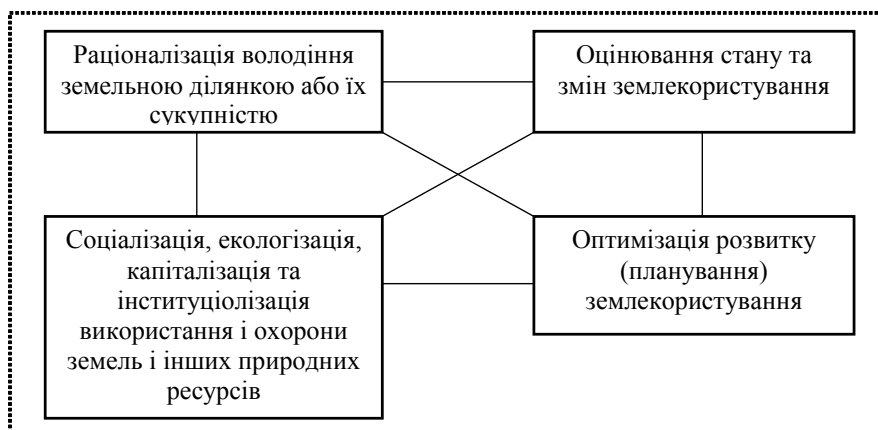 Раціоналізація володіння
земельною ділянкою або їх
сукупністю
Оцінювання стану та
змін землекористування
Соціалізація, екологізація,
капіталізація та
інституціолізація
використання і охорони
земель і інших природних
ресурсів
Оптимізація розвитку
(планування)
землекористування